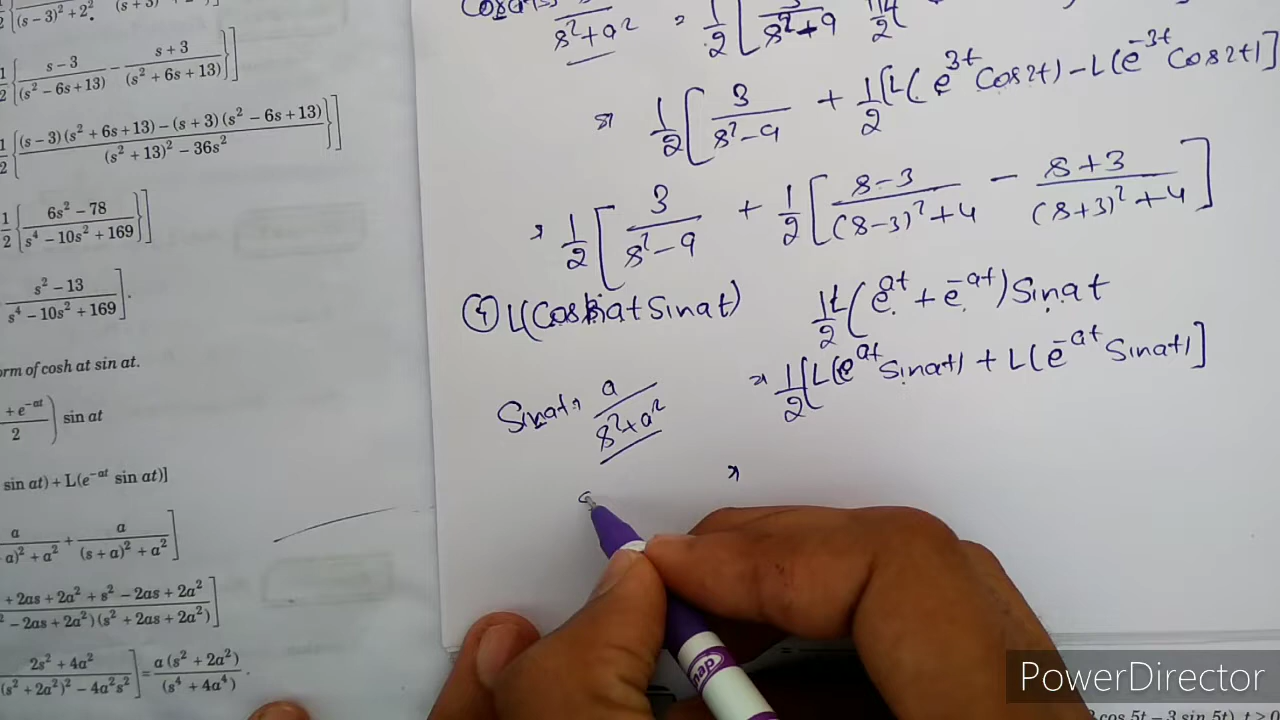 (s − 3)² + 2².
1/2 { (s − 3)/(s² − 6s + 13) − (s + 3)/(s² + 6s + 13) } ]
1/2 { ((s − 3)(s² + 6s + 13) − (s + 3)(s² − 6s + 13))/((s² + 13)² − 36s²) } ]
1/2 { (6s² − 78)/(s⁴ − 10s² + 169) } ]
(s² − 13)/(s⁴ − 10s² + 169) ].
orm of cosh at sin at.
(+ e^(−at))/2 ) sin at
sin at) + L(e^(−at) sin at)]
a/(a)² + a² + a/((s + a)² + a²) ]
+ 2as + 2a² + s² − 2as + 2a² / − 2as + 2a²)(s² + 2as + 2a²) ]
(2s² + 4a²)/((s² + 2a²)² − 4a²s²) ] = a(s² + 2a²)/(s⁴ + 4a⁴).
s² + a² = 1/2 [ /s² + 9
⇒ 1/2 [ 3/(s² − 9) + 1/2 [L(e^(3t) Cos2t) − L(e^(−3t) Cos2t)]
⇒ 1/2 [ 3/(s² − 9) + 1/2 [ (s − 3)/((s − 3)² + 4) − (s + 3)/((s + 3)² + 4) ]
L(Coshat Sinat) 1/2 L(e^(at) + e^(−at)) Sinat
Sinat = a/(s² + a²) ⇒ 1/2 [L(e^(at) Sinat) + L(e^(−at) Sinat)]
⇒
PowerDirector
cos 5t − 3 sin 5t), t > 0